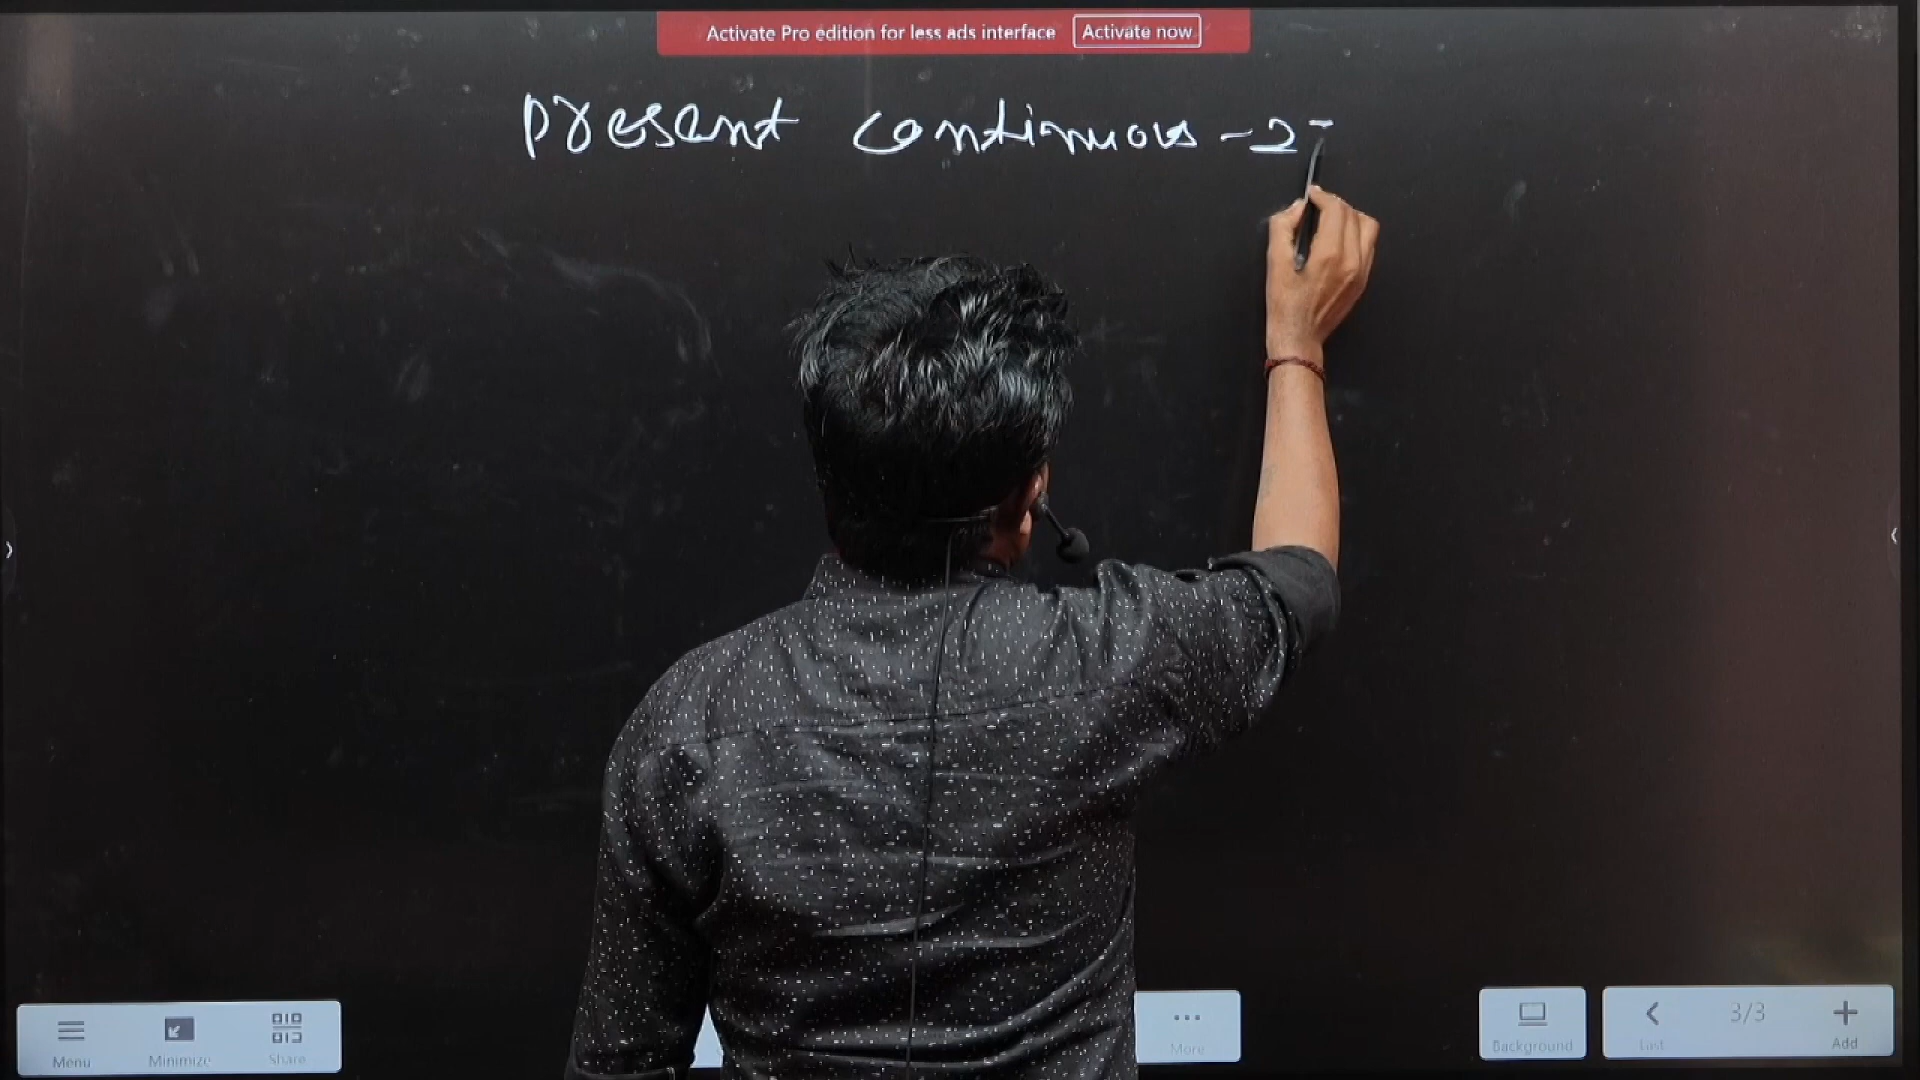 Activate Pro edition for less ads interface Activate now
Present continuous - 2
Menu Minimize Share More Background Last 3/3 Add